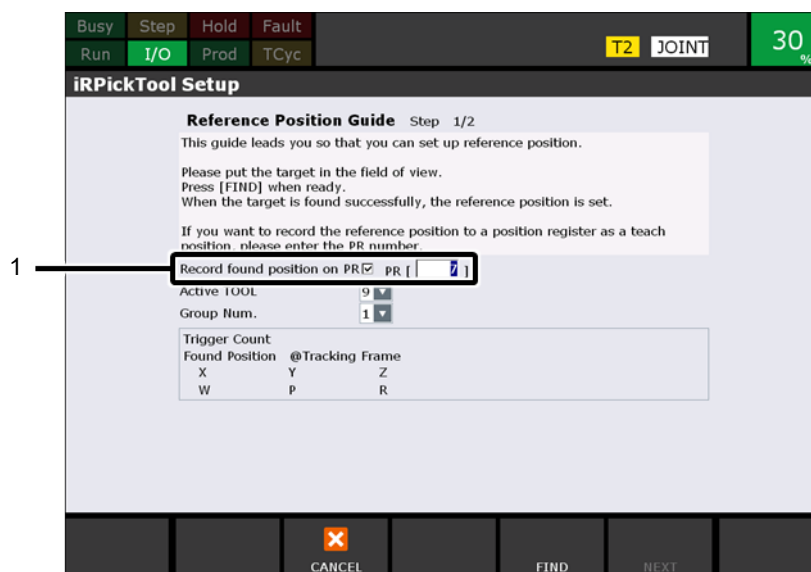 Busy Step Hold Fault
Run I/O Prod TCyc
T2 JOINT
30
%
iRPickTool Setup
Reference Position Guide Step 1/2
This guide leads you so that you can set up reference position.
Please put the target in the field of view.
Press [FIND] when ready.
When the target is found successfully, the reference position is set.
If you want to record the reference position to a position register as a teach
position, please enter the PR number.
1
Record found position on PR PR [ 7 ]
Active TOOL 9
Group Num. 1
Trigger Count
Found Position @Tracking Frame
X Y Z
W P R
CANCEL FIND NEXT